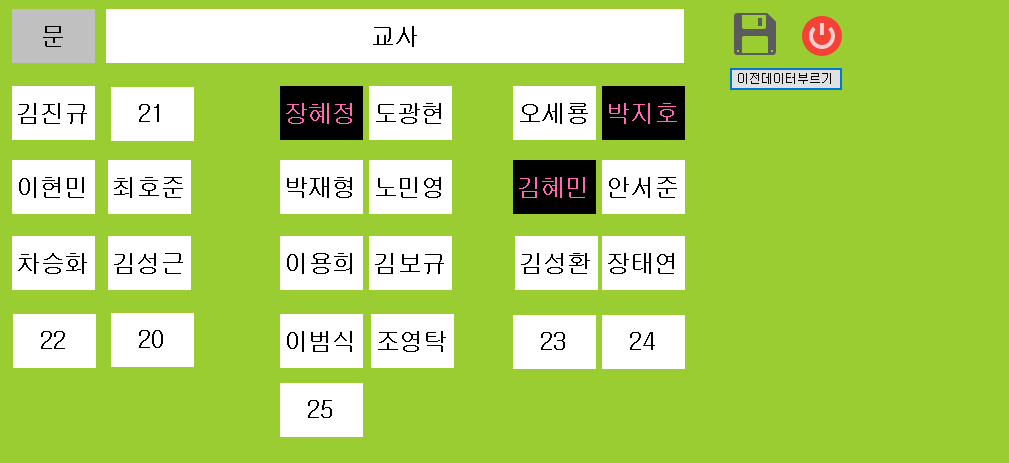 문 교사
이전데이터부르기
김진규 21 장혜정 도광현 오세룡 박지호
이현민 최호준 박재형 노민영 김혜민 안서준
차승화 김성근 이용희 김보규 김성환 장태연
22 20 이범식 조영탁 23 24
25